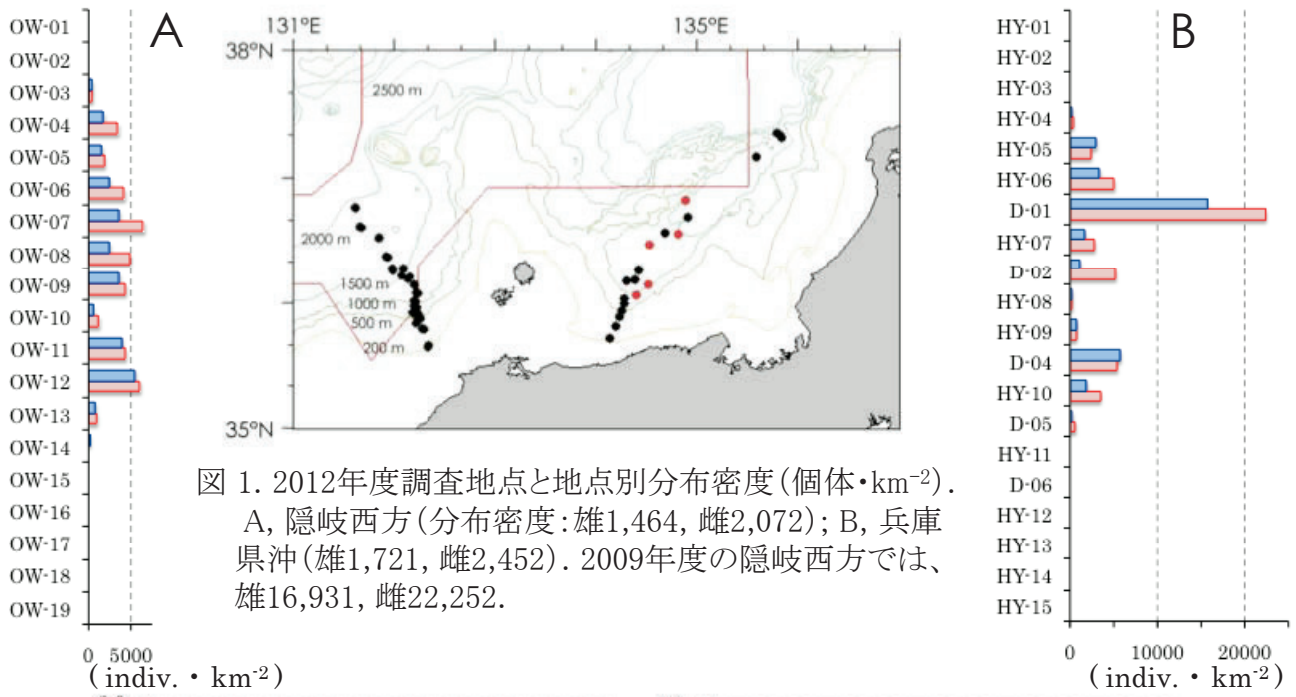 A
OW-01
OW-02
OW-03
OW-04
OW-05
OW-06
OW-07
OW-08
OW-09
OW-10
OW-11
OW-12
OW-13
OW-14
OW-15
OW-16
OW-17
OW-18
OW-19
0 5000
(indiv.・km-2)
131°E 135°E
38°N
35°N
2500 m
2000 m
1500 m
1000 m
500 m
200 m
図 1. 2012年度調査地点と地点別分布密度(個体・km⁻²).
A, 隠岐西方(分布密度:雄1,464, 雌2,072); B, 兵庫
県沖(雄1,721, 雌2,452). 2009年度の隠岐西方では、
雄16,931, 雌22,252.
B
HY-01
HY-02
HY-03
HY-04
HY-05
HY-06
D-01
HY-07
D-02
HY-08
HY-09
D-04
HY-10
D-05
HY-11
D-06
HY-12
HY-13
HY-14
HY-15
0 10000 20000
(indiv.・km-2)